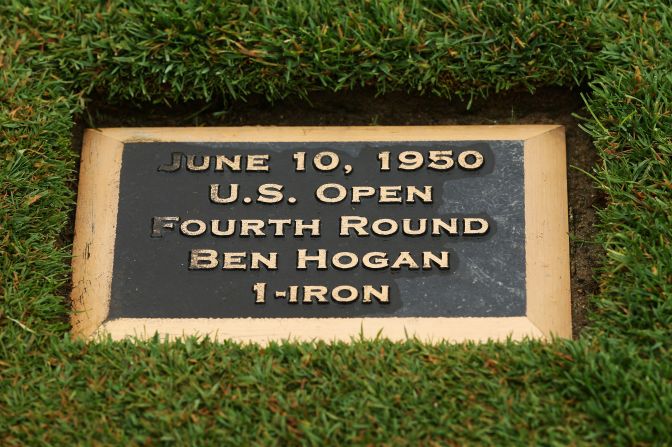 June 10, 1950
U.S. Open
Fourth Round
Ben Hogan
1-iron